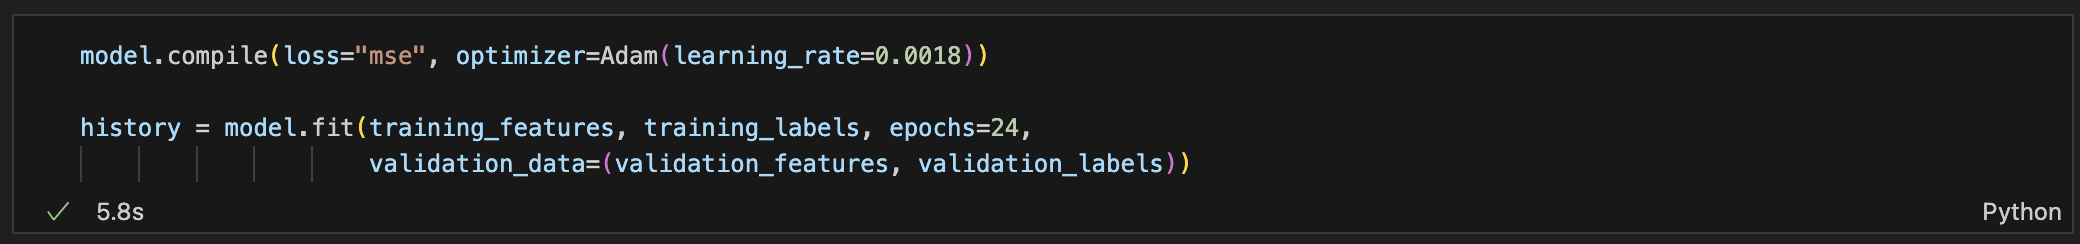 model.compile(loss="mse", optimizer=Adam(learning_rate=0.0018))
history = model.fit(training_features, training_labels, epochs=24,
validation_data=(validation_features, validation_labels))
5.8s
Python